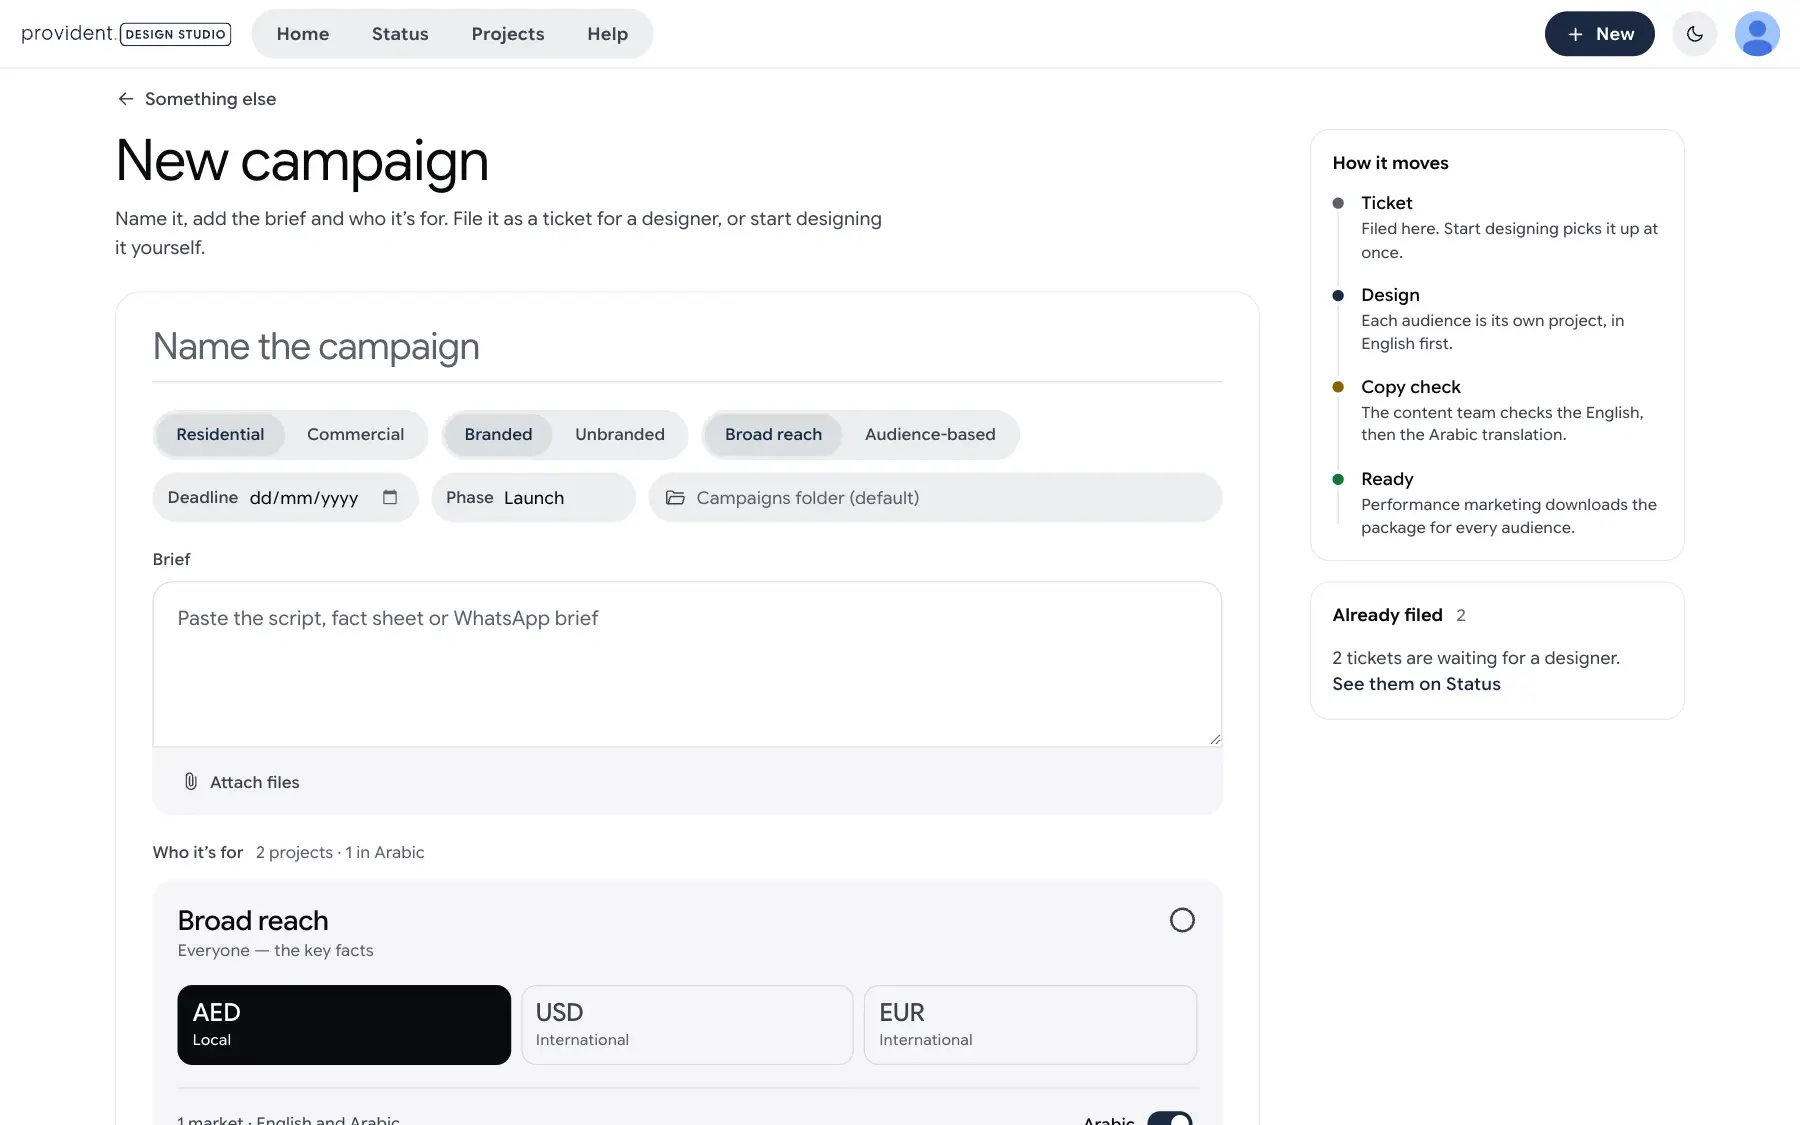 provident. DESIGN STUDIO
Home
Status
Projects
Help
New
Something else
New campaign
Name it, add the brief and who it’s for. File it as a ticket for a designer, or start designing
it yourself.
Name the campaign
Residential
Commercial
Branded
Unbranded
Broad reach
Audience-based
Deadline dd/mm/yyyy
Phase Launch
Campaigns folder (default)
Brief
Paste the script, fact sheet or WhatsApp brief
Attach files
Who it’s for 2 projects · 1 in Arabic
Broad reach
Everyone — the key facts
AED
Local
USD
International
EUR
International
1 market · English and Arabic
Arabic
How it moves
Ticket
Filed here. Start designing picks it up at
once.
Design
Each audience is its own project, in
English first.
Copy check
The content team checks the English,
then the Arabic translation.
Ready
Performance marketing downloads the
package for every audience.
Already filed 2
2 tickets are waiting for a designer.
See them on Status